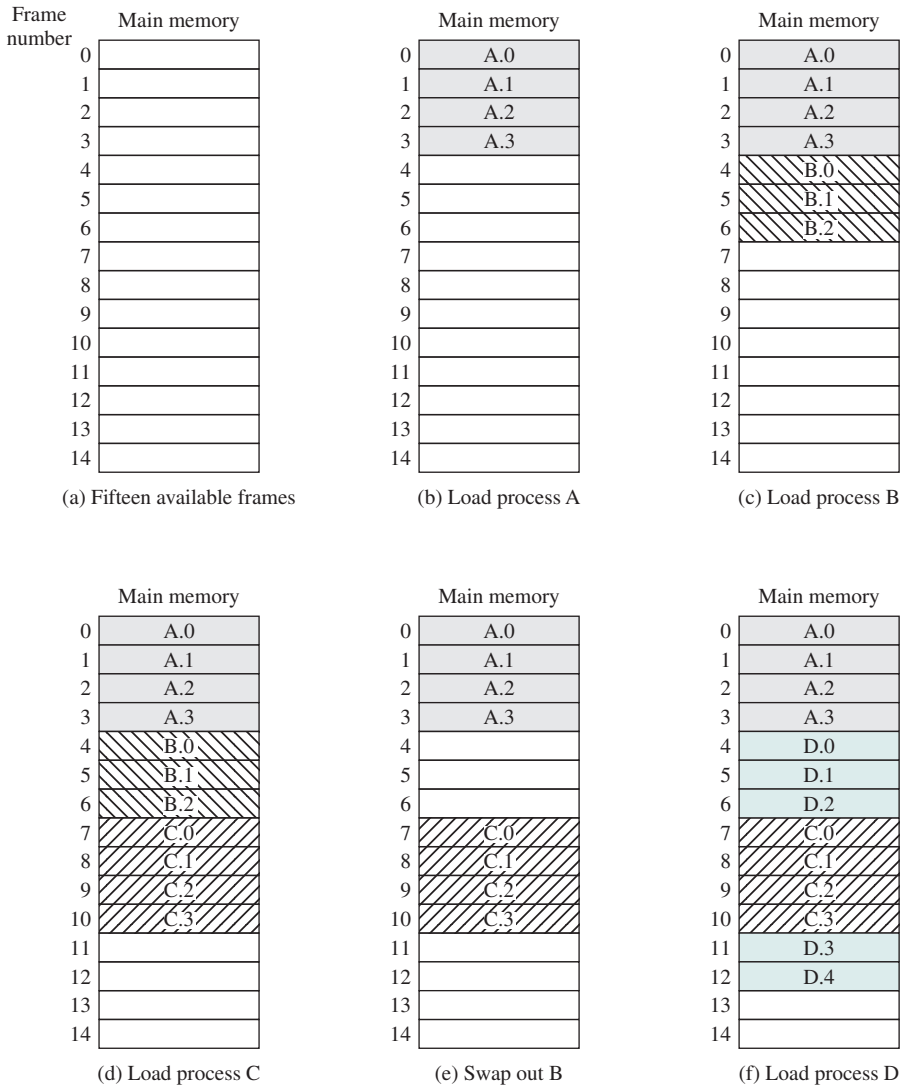 Frame
number
Main memory
0
1
2
3
4
5
6
7
8
9
10
11
12
13
14
(a) Fifteen available frames
Main memory
0 A.0
1 A.1
2 A.2
3 A.3
4
5
6
7
8
9
10
11
12
13
14
(b) Load process A
Main memory
0 A.0
1 A.1
2 A.2
3 A.3
4 B.0
5 B.1
6 B.2
7
8
9
10
11
12
13
14
(c) Load process B
Main memory
0 A.0
1 A.1
2 A.2
3 A.3
4 B.0
5 B.1
6 B.2
7 C.0
8 C.1
9 C.2
10 C.3
11
12
13
14
(d) Load process C
Main memory
0 A.0
1 A.1
2 A.2
3 A.3
4
5
6
7 C.0
8 C.1
9 C.2
10 C.3
11
12
13
14
(e) Swap out B
Main memory
0 A.0
1 A.1
2 A.2
3 A.3
4 D.0
5 D.1
6 D.2
7 C.0
8 C.1
9 C.2
10 C.3
11 D.3
12 D.4
13
14
(f) Load process D